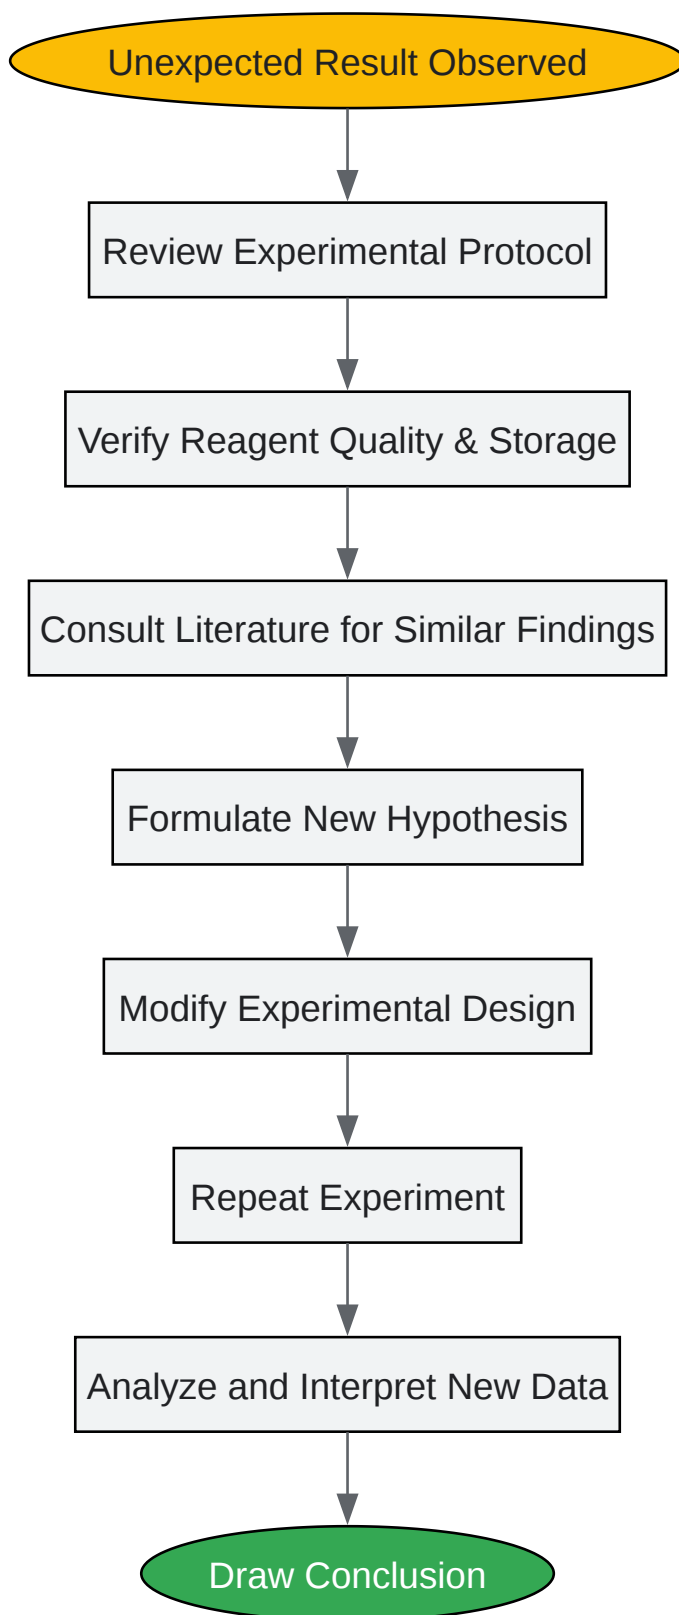 Unexpected Result Observed
Review Experimental Protocol
Verify Reagent Quality & Storage
Consult Literature for Similar Findings
Formulate New Hypothesis
Modify Experimental Design
Repeat Experiment
Analyze and Interpret New Data
Draw Conclusion